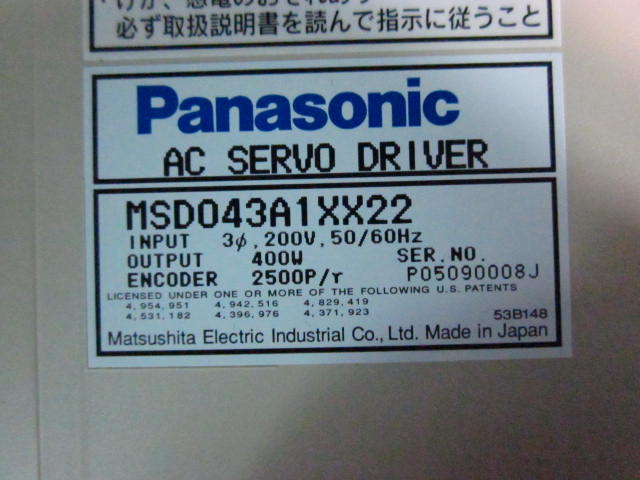 必ず取扱説明書を読んで指示に従うこと
Panasonic
AC SERVO DRIVER
MSD043A1XX22
INPUT 3ϕ,200V,50/60Hz
OUTPUT 400W SER.NO.
ENCODER 2500P/r P05090008J
LICENSED UNDER ONE OR MORE OF THE FOLLOWING U.S. PATENTS
4,954,951 4,942,516 4,829,419
4,531,182 4,396,976 4,371,923 53B148
Matsushita Electric Industrial Co., Ltd. Made in Japan